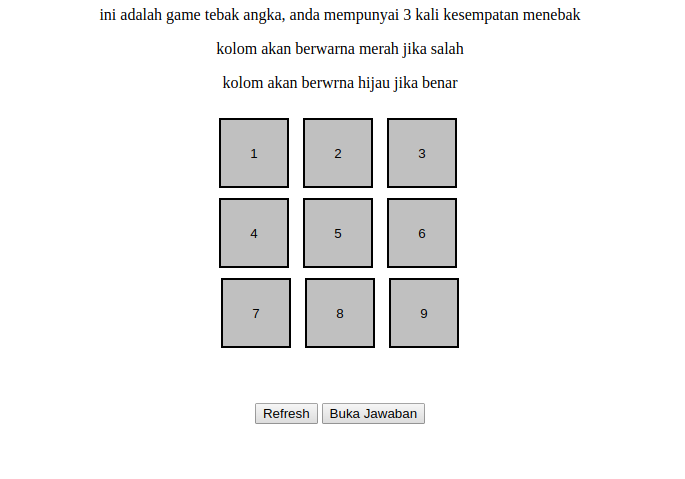 ini adalah game tebak angka, anda mempunyai 3 kali kesempatan menebak
kolom akan berwarna merah jika salah
kolom akan berwrna hijau jika benar
1 2 3
4 5 6
7 8 9
Refresh Buka Jawaban